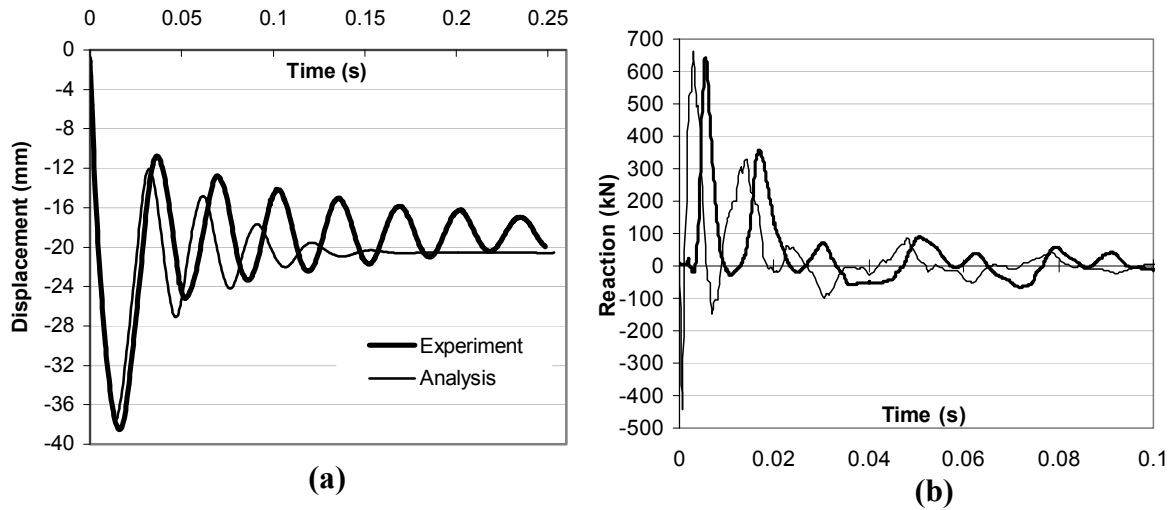 0 0.05 0.1 0.15 0.2 0.25
Time (s)
0
-4
-8
-12
-16
-20
-24
-28
-32
-36
-40
Displacement (mm)
Experiment
Analysis
(a)
700
600
500
400
300
200
100
0
-100
-200
-300
-400
-500
Reaction (kN)
Time (s)
0 0.02 0.04 0.06 0.08 0.1
(b)